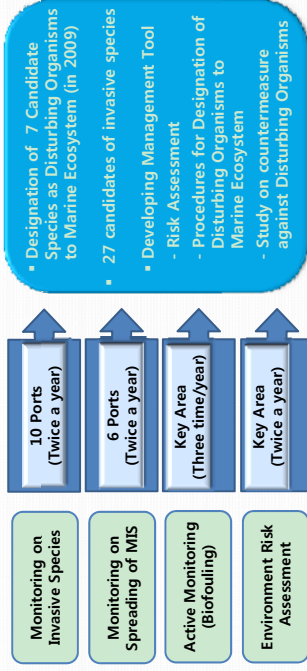 Monitoring on
Invasive Species
10 Ports
(Twice a year)
Monitoring on
Spreading of MIS
6 Ports
(Twice a year)
Active Monitoring
(Biofouling)
Key Area
(Three time/year)
Environment Risk
Assessment
Key Area
(Twice a year)
▪ Designation of 7 Candidate
Species as Disturbing Organisms
to Marine Ecosystem (in 2009)
▪ 27 candidates of invasive species
▪ Developing Management Tool
- Risk Assessment
- Procedures for Designation of
Disturbing Organisms to
Marine Ecosystem
- Study on countermeasure
against Disturbing Organisms